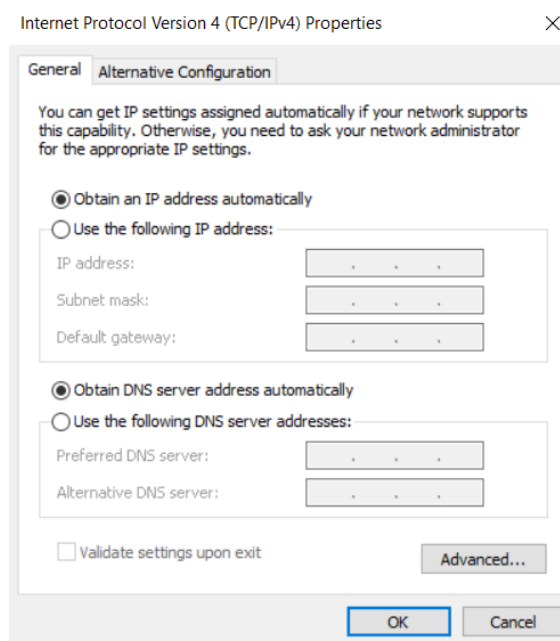 Internet Protocol Version 4 (TCP/IPv4) Properties
General
Alternative Configuration
You can get IP settings assigned automatically if your network supports
this capability. Otherwise, you need to ask your network administrator
for the appropriate IP settings.
Obtain an IP address automatically
Use the following IP address:
IP address:
Subnet mask:
Default gateway:
Obtain DNS server address automatically
Use the following DNS server addresses:
Preferred DNS server:
Alternative DNS server:
Validate settings upon exit
Advanced...
OK
Cancel